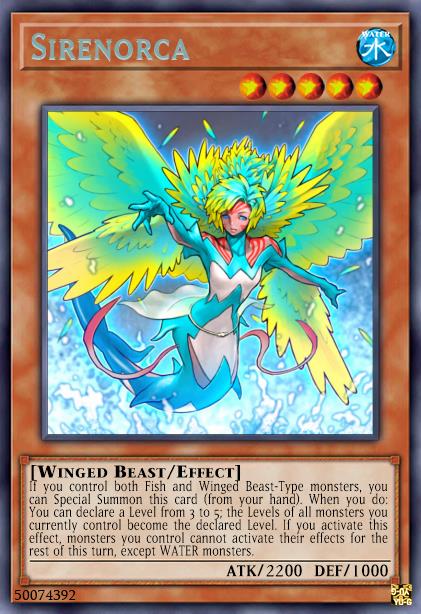 SIRENORCA
WATER
水
[WINGED BEAST/EFFECT]
If you control both Fish and Winged Beast-Type monsters, you
can Special Summon this card (from your hand). When you do:
You can declare a Level from 3 to 5; the Levels of all monsters you
currently control become the declared Level. If you activate this
effect, monsters you control cannot activate their effects for the
rest of this turn, except WATER monsters.
ATK/2200 DEF/1000
50074392